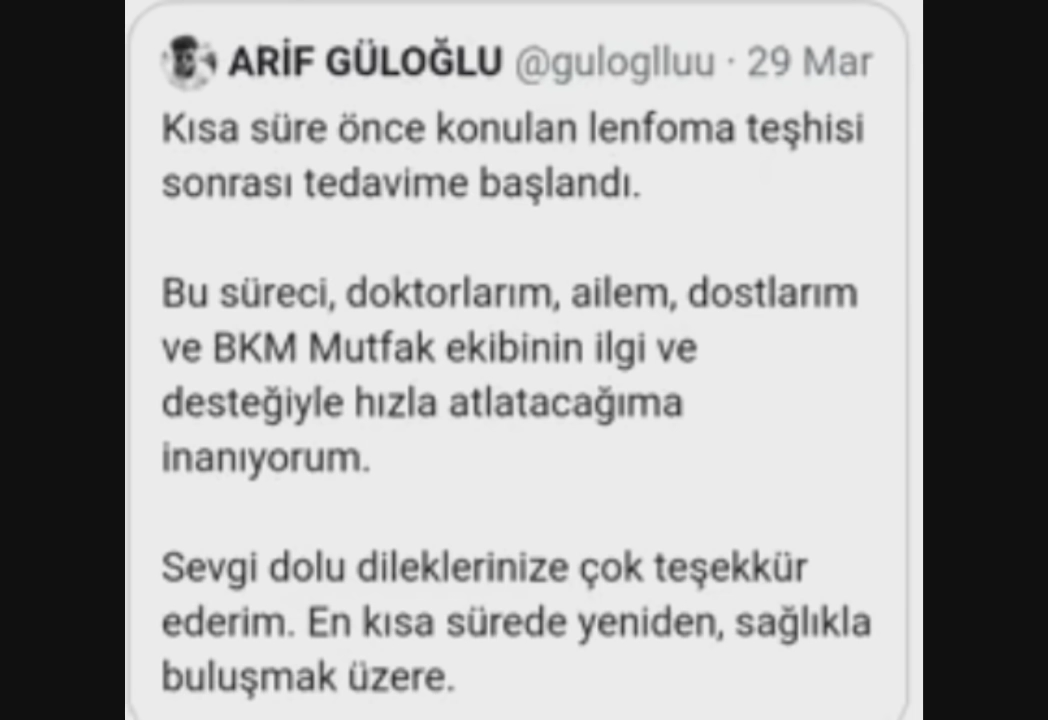 ARİF GÜLOĞLU @guloglluu · 29 Mar
Kısa süre önce konulan lenfoma teşhisi
sonrası tedavime başlandı.
Bu süreci, doktorlarım, ailem, dostlarım
ve BKM Mutfak ekibinin ilgi ve
desteğiyle hızla atlatacağıma
inanıyorum.
Sevgi dolu dileklerinize çok teşekkür
ederim. En kısa sürede yeniden, sağlıkla
buluşmak üzere.